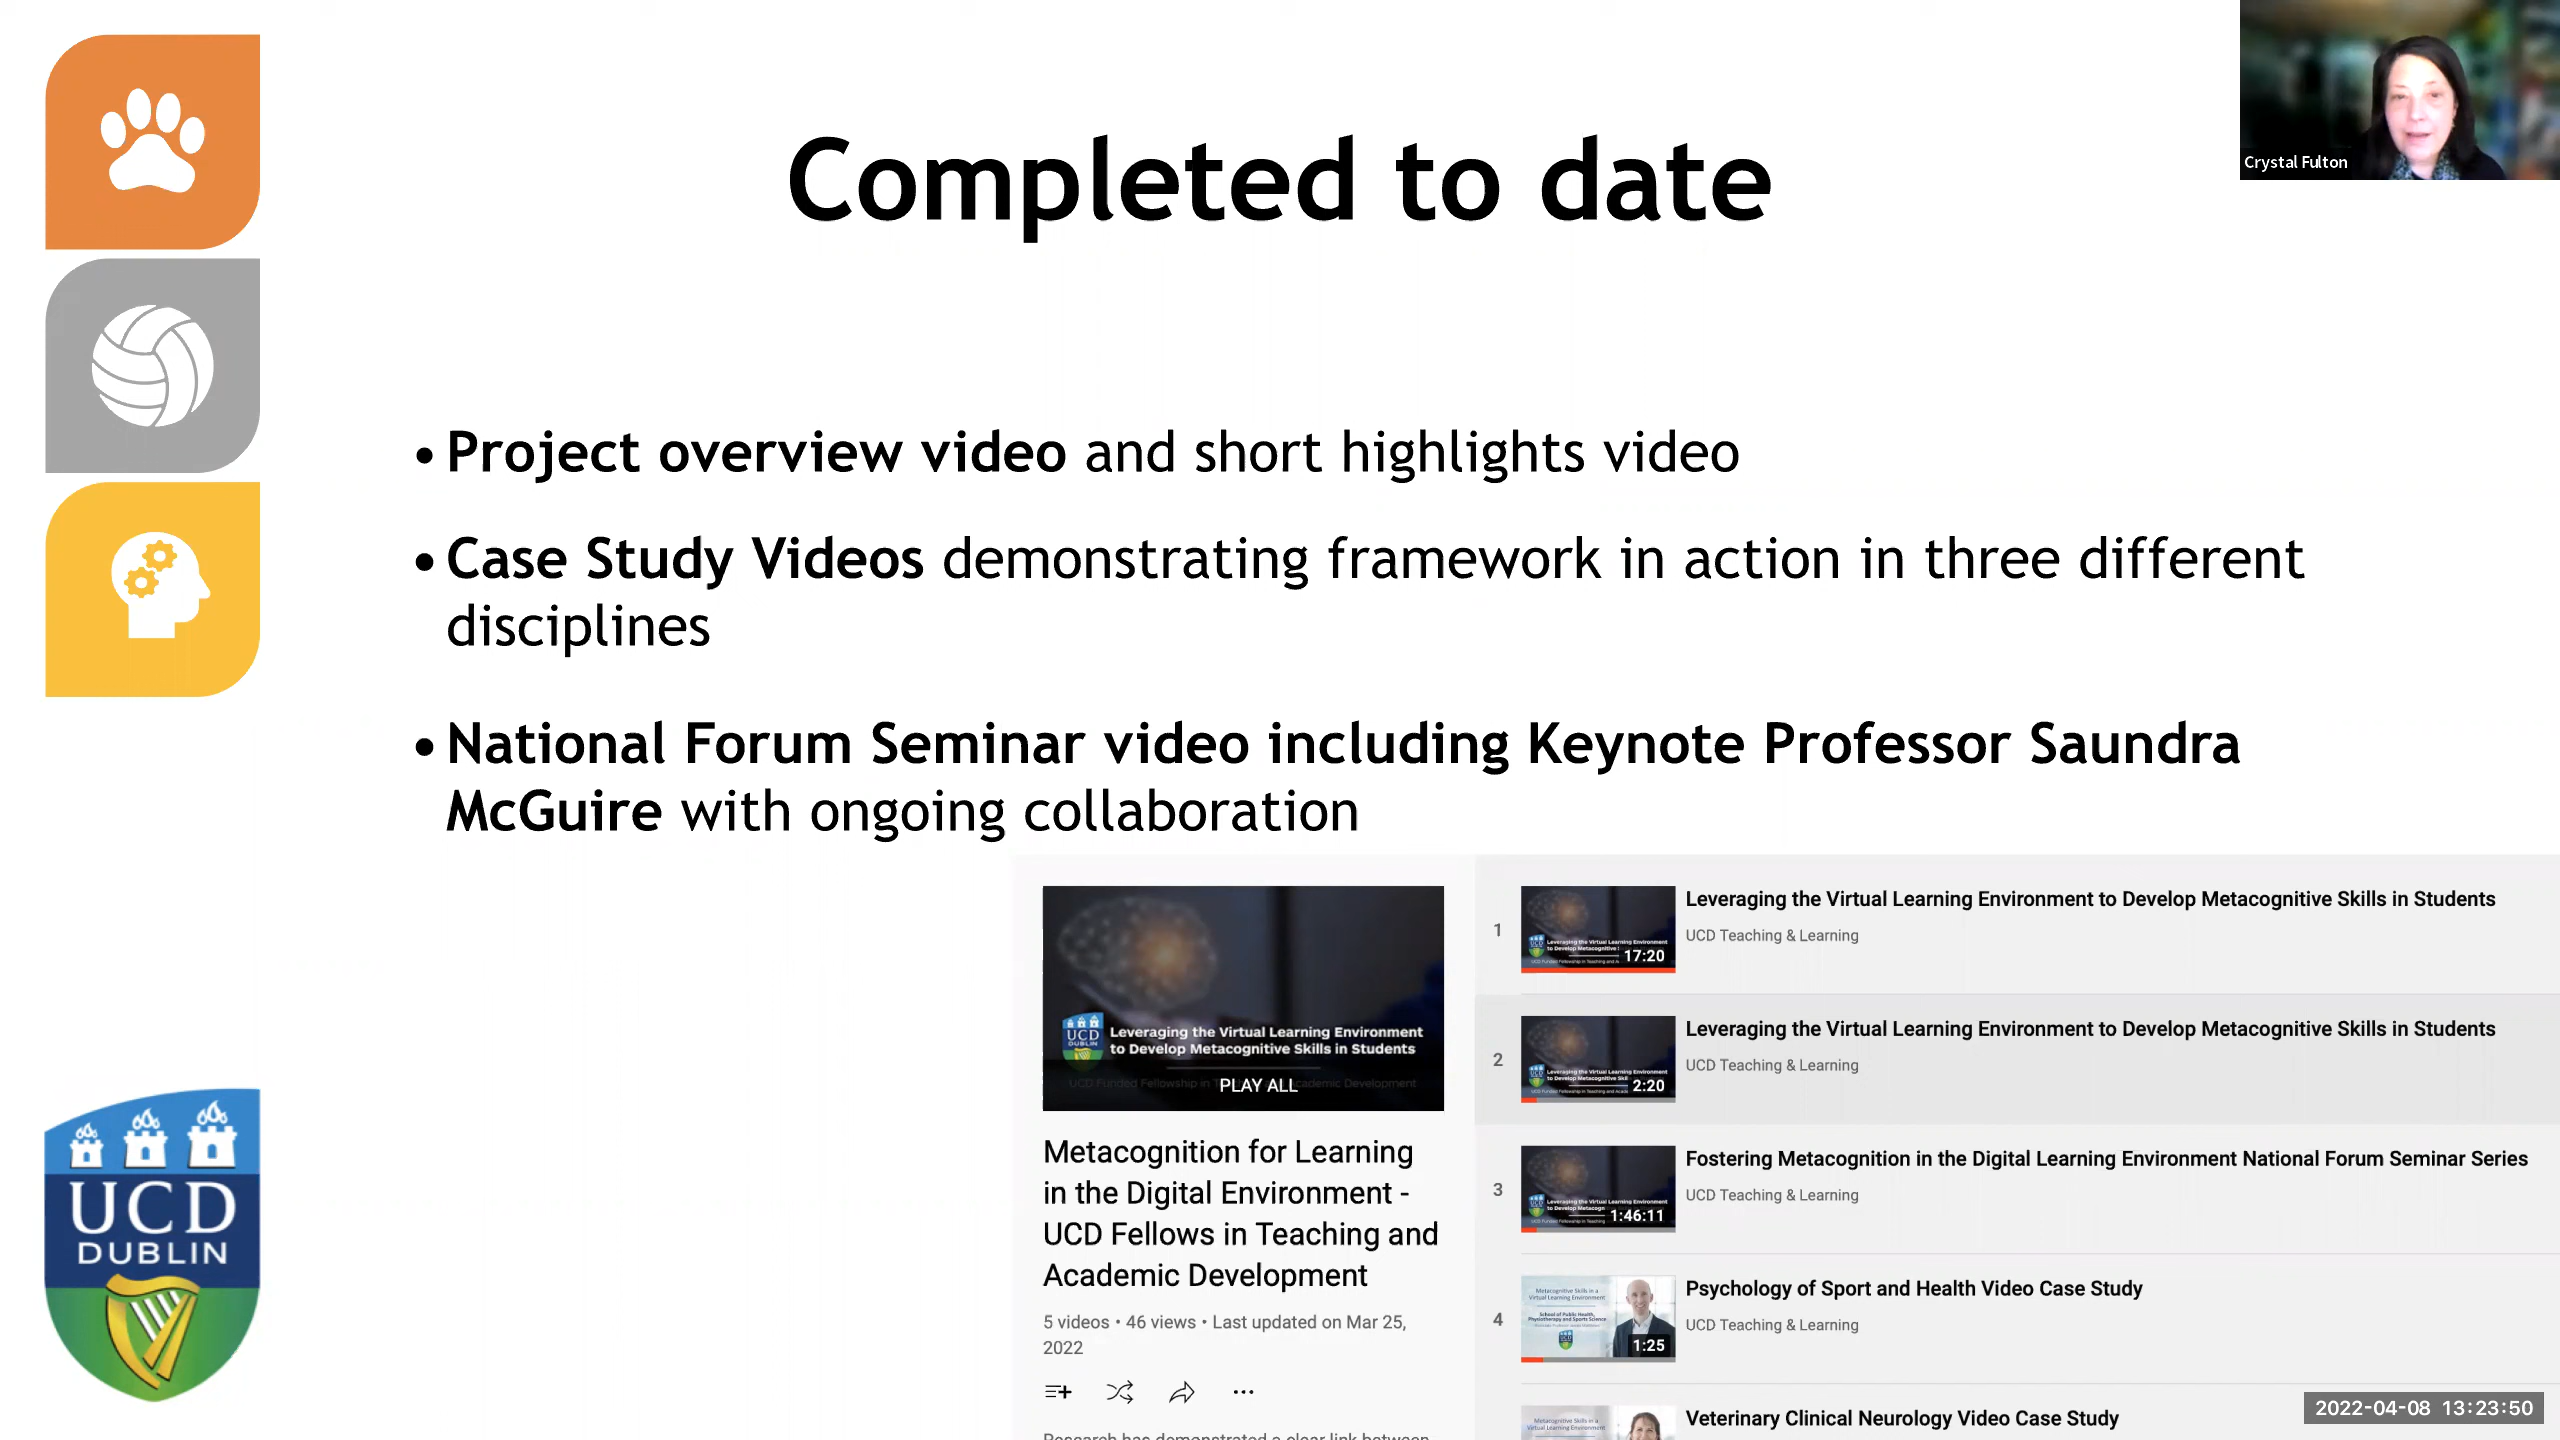 Crystal Fulton
Completed to date
• Project overview video and short highlights video
• Case Study Videos demonstrating framework in action in three different
disciplines
• National Forum Seminar video including Keynote Professor Saundra
McGuire with ongoing collaboration
UCD
DUBLIN
UCD
DUBLIN
Leveraging the Virtual Learning Environment
to Develop Metacognitive Skills in Students
PLAY ALL
Metacognition for Learning
in the Digital Environment -
UCD Fellows in Teaching and
Academic Development
5 videos • 46 views • Last updated on Mar 25,
2022
1
17:20
Leveraging the Virtual Learning Environment to Develop Metacognitive Skills in Students
UCD Teaching & Learning
2
2:20
Leveraging the Virtual Learning Environment to Develop Metacognitive Skills in Students
UCD Teaching & Learning
3
1:46:11
Fostering Metacognition in the Digital Learning Environment National Forum Seminar Series
UCD Teaching & Learning
4
1:25
Psychology of Sport and Health Video Case Study
UCD Teaching & Learning
Veterinary Clinical Neurology Video Case Study
2022-04-08 13:23:50